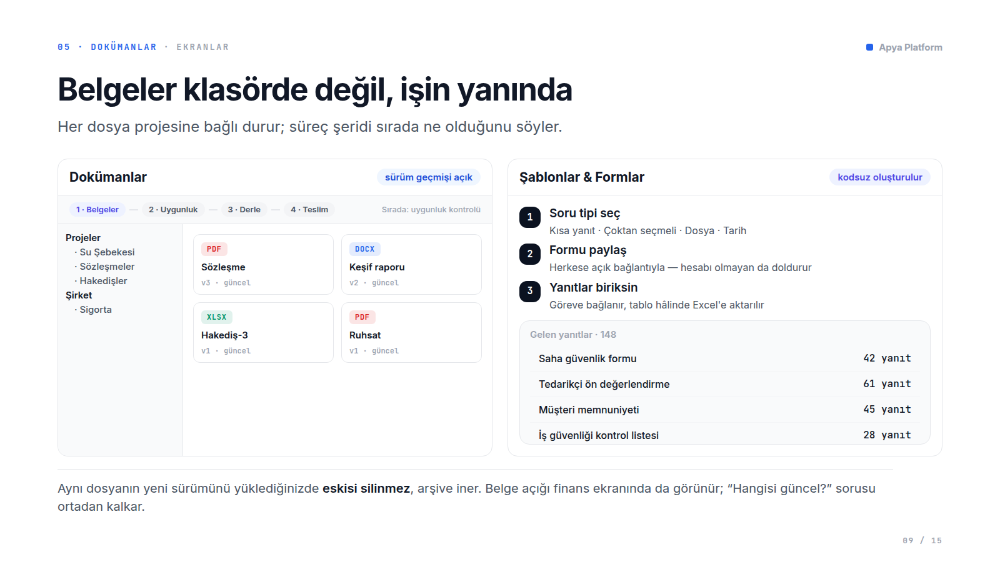 05 · DOKÜMANLAR · EKRANLAR
Apya Platform
Belgeler klasörde değil, işin yanında
Her dosya projesine bağlı durur; süreç şeridi sırada ne olduğunu söyler.
Dokümanlar
sürüm geçmişi açık
1 · Belgeler — 2 · Uygunluk — 3 · Derle — 4 · Teslim
Sırada: uygunluk kontrolü
Projeler
· Su Şebekesi
· Sözleşmeler
· Hakedişler
Şirket
· Sigorta
PDF
Sözleşme
v3 · güncel
DOCX
Keşif raporu
v2 · güncel
XLSX
Hakediş-3
v1 · güncel
PDF
Ruhsat
v1 · güncel
Şablonlar & Formlar
kodsuz oluşturulur
1 Soru tipi seç
Kısa yanıt · Çoktan seçmeli · Dosya · Tarih
2 Formu paylaş
Herkese açık bağlantıyla — hesabı olmayan da doldurur
3 Yanıtlar biriksin
Göreve bağlanır, tablo hâlinde Excel'e aktarılır
Gelen yanıtlar · 148
Saha güvenlik formu 42 yanıt
Tedarikçi ön değerlendirme 61 yanıt
Müşteri memnuniyeti 45 yanıt
İş güvenliği kontrol listesi 28 yanıt
Aynı dosyanın yeni sürümünü yüklediğinizde eskisi silinmez, arşive iner. Belge açığı finans ekranında da görünür; “Hangisi güncel?” sorusu
ortadan kalkar.
09 / 15